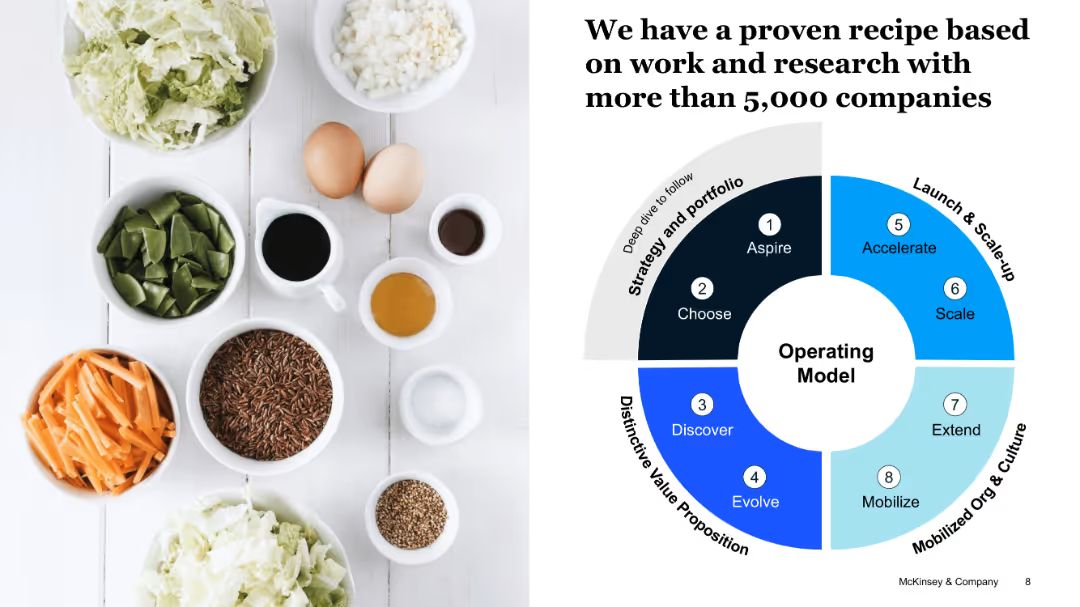 We have a proven recipe based
on work and research with
more than 5,000 companies
Deep dive to follow
Strategy and portfolio
1
Aspire
2
Choose
Launch & Scale-up
5
Accelerate
6
Scale
Operating
Model
3
Discover
4
Evolve
Distinctive Value Proposition
7
Extend
8
Mobilize
Mobilized Org & Culture
McKinsey & Company 8